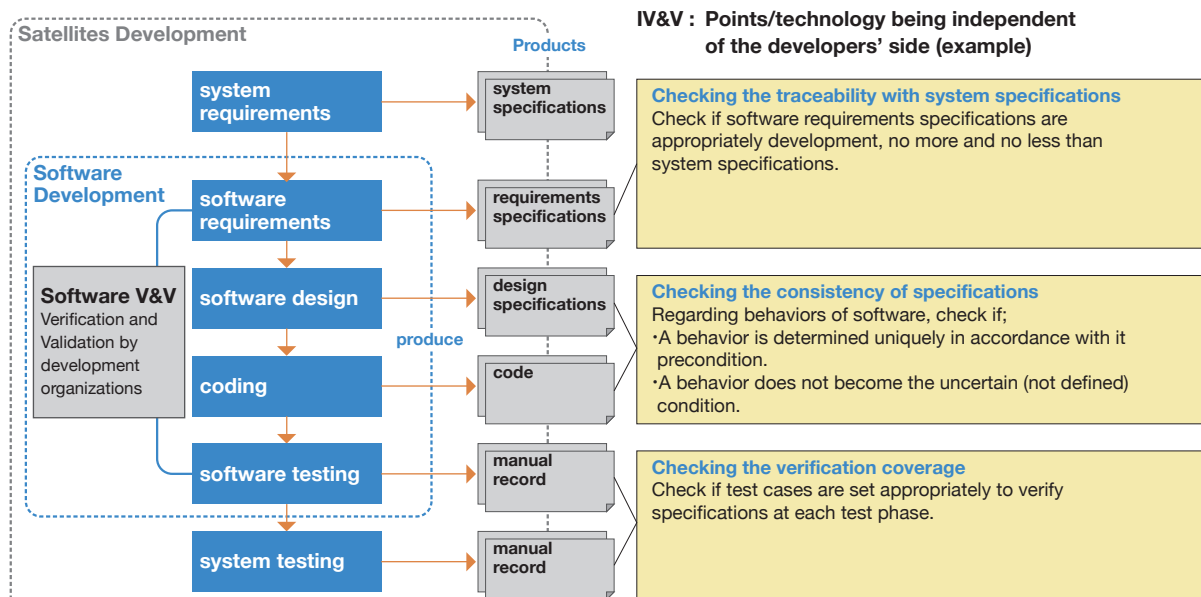 Satellites Development
Products
system
requirements
system
specifications
Software
Development
software
requirements
requirements
specifications
software design
design
specifications
Software V&V
Verification and
Validation by
development
organizations
produce
coding
code
software testing
manual
record
system testing
manual
record
IV&V : Points/technology being independent
of the developers’ side (example)
Checking the traceability with system specifications
Check if software requirements specifications are
appropriately development, no more and no less than
system specifications.
Checking the consistency of specifications
Regarding behaviors of software, check if;
・A behavior is determined uniquely in accordance with it
precondition.
・A behavior does not become the uncertain (not defined)
condition.
Checking the verification coverage
Check if test cases are set appropriately to verify
specifications at each test phase.